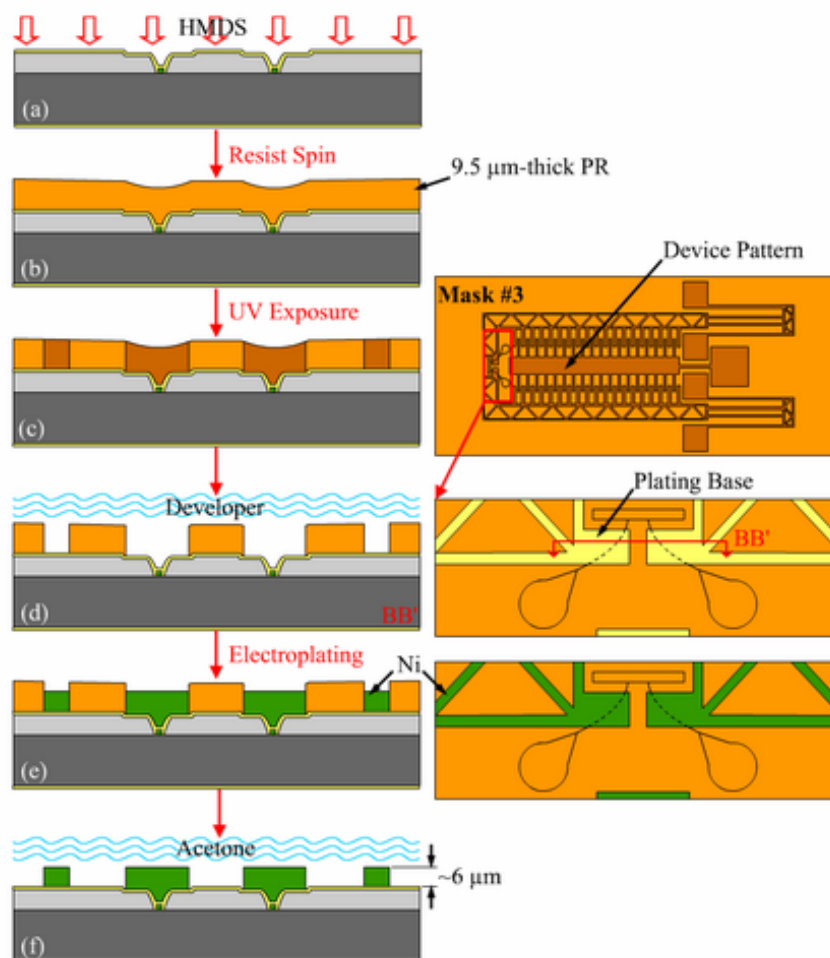 HMDS
(a)
Resist Spin
9.5 µm-thick PR
(b)
Device Pattern
UV Exposure
Mask #3
(c)
Developer
Plating Base
BB'
(d)
BB'
Electroplating
Ni
(e)
Acetone
~6 µm
(f)